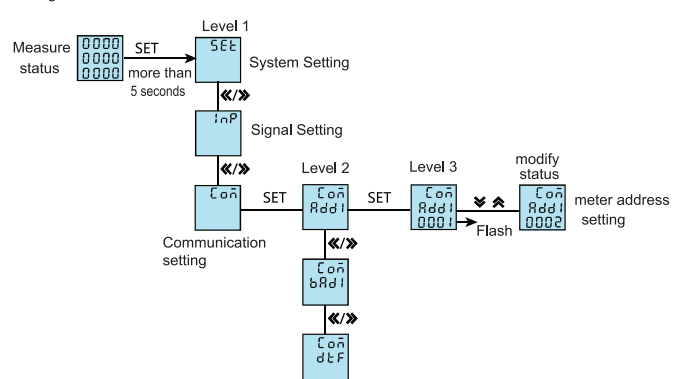 Level 1
Measure
status
0000
0000
0000
SET
more than
5 seconds
SEt
System Setting
«/»
InP
Signal Setting
«/»
Con
Communication
setting
SET
Level 2
Con
Add1
SET
Level 3
Con
Add1
0001
Flash
modify
status
Con
Add1
0002
meter address
setting
«/»
Con
bAd1
«/»
Con
dtF